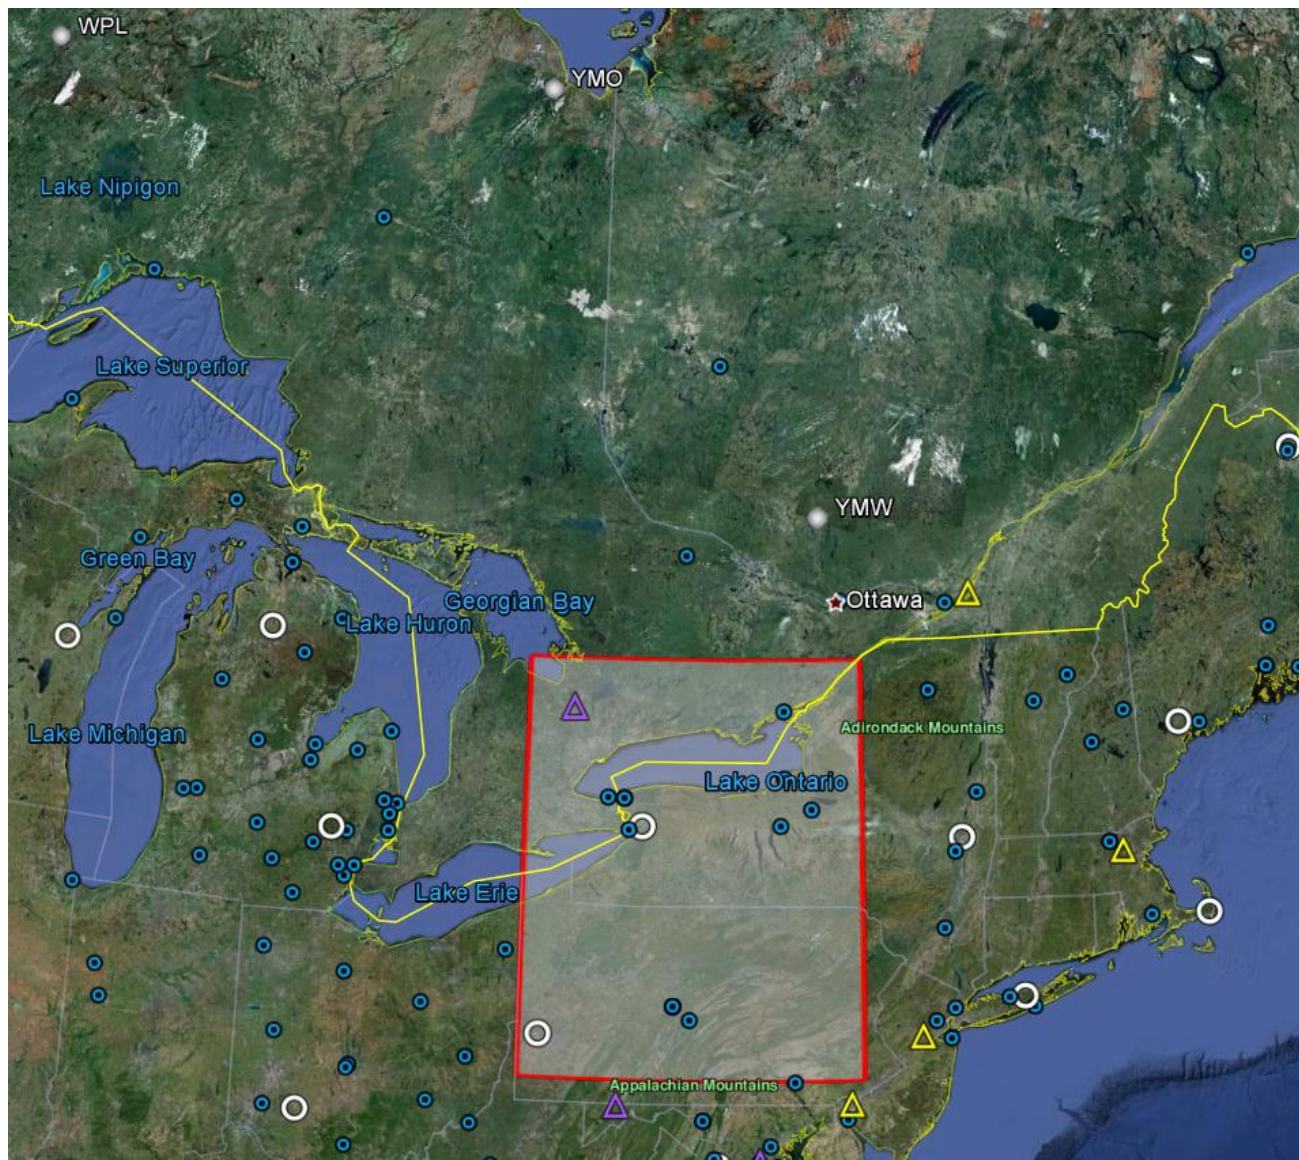 WPL
YMO
Lake Nipigon
Lake Superior
YMW
Green Bay
Georgian Bay
Ottawa
Lake Huron
Lake Michigan
Adirondack Mountains
Lake Ontario
Lake Erie
Appalachian Mountains